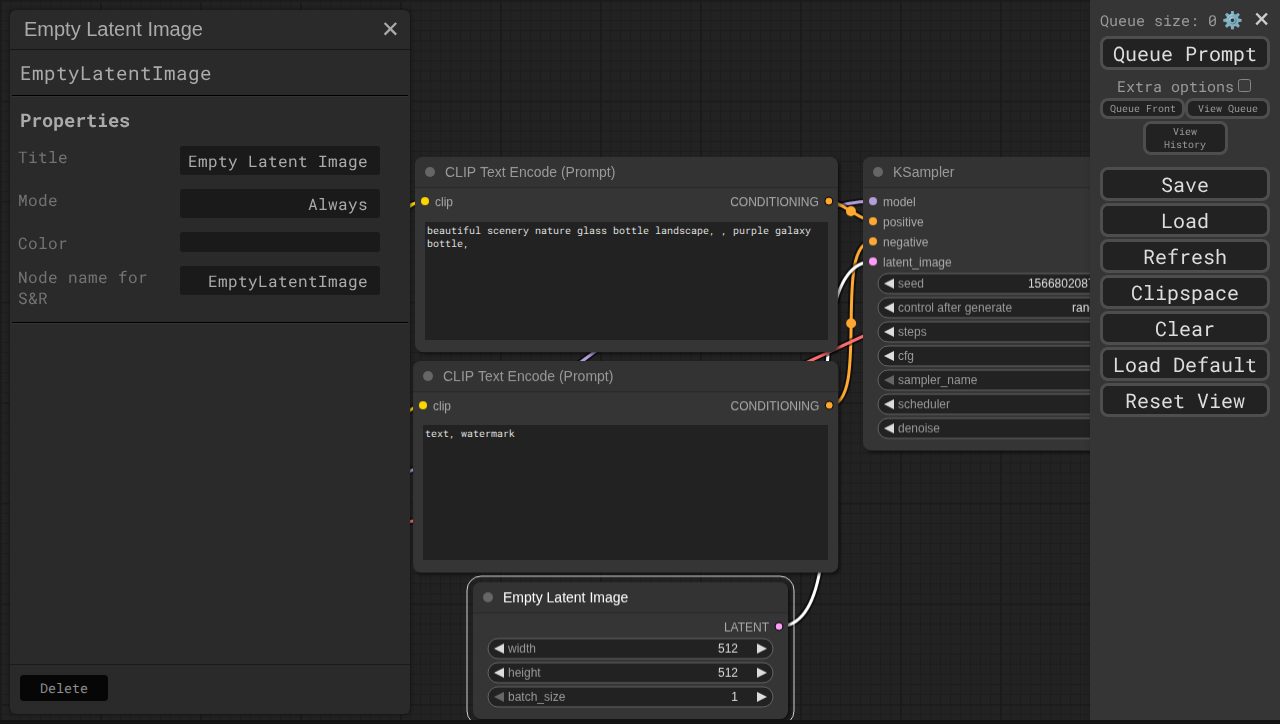 Empty Latent Image
EmptyLatentImage
Properties
Title
Empty Latent Image
Mode
Always
Color
Node name for
S&R
EmptyLatentImage
Delete
CLIP Text Encode (Prompt)
clip
CONDITIONING
beautiful scenery nature glass bottle landscape, , purple galaxy
bottle,
CLIP Text Encode (Prompt)
clip
CONDITIONING
text, watermark
Empty Latent Image
LATENT
width
512
height
512
batch_size
1
KSampler
model
positive
negative
latent_image
seed
156680208
control after generate
ran
steps
cfg
sampler_name
scheduler
denoise
Queue size: 0
Queue Prompt
Extra options
Queue Front
View Queue
View
History
Save
Load
Refresh
Clipspace
Clear
Load Default
Reset View